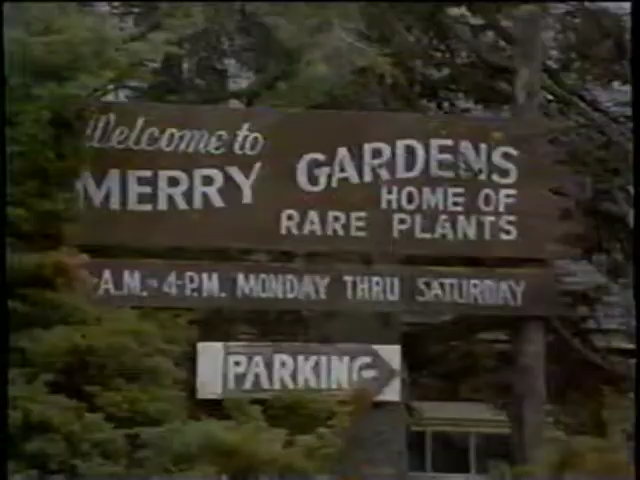 Welcome to
MERRY GARDENS
HOME OF
RARE PLANTS
A.M.-4-P.M. MONDAY THRU SATURDAY
PARKING